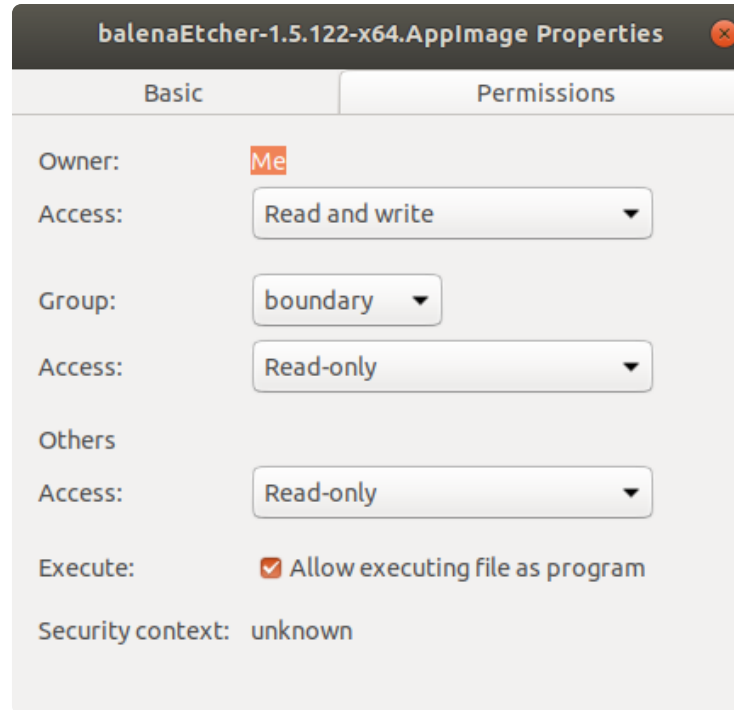 balenaEtcher-1.5.122-x64.AppImage Properties
Basic Permissions
Owner: Me
Access: Read and write
Group: boundary
Access: Read-only
Others
Access: Read-only
Execute: Allow executing file as program
Security context: unknown